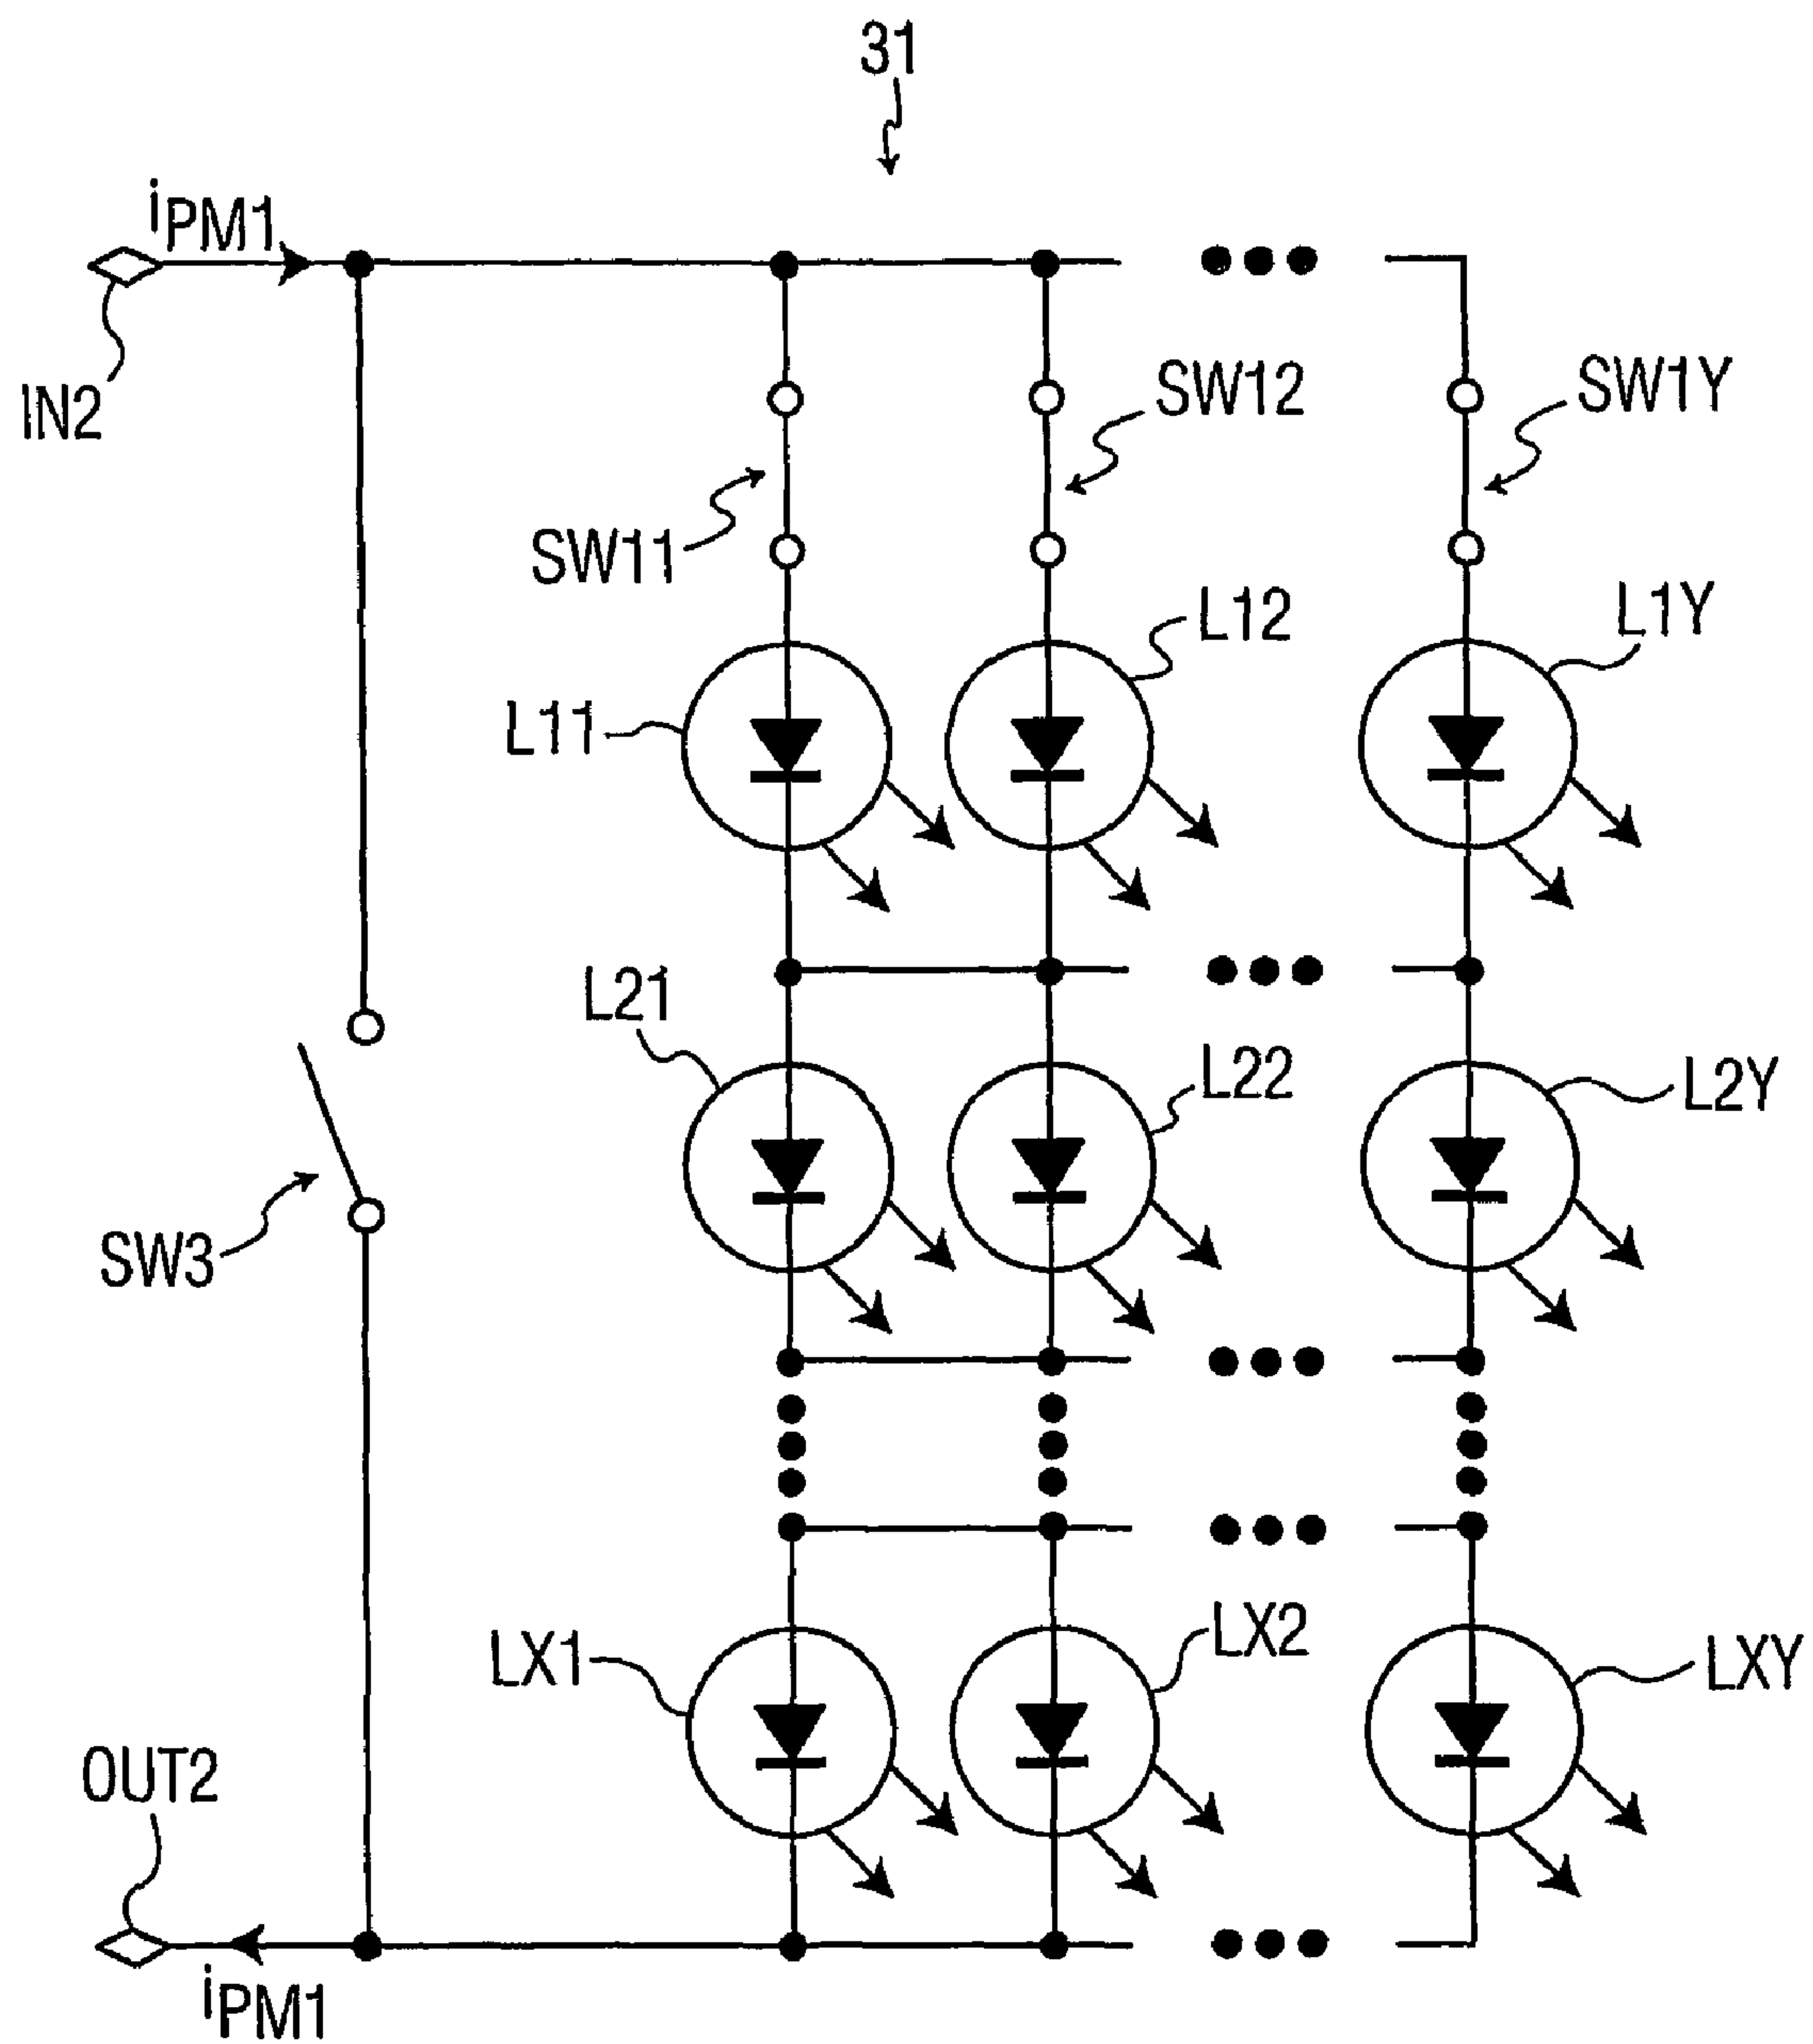 31
iPM1
IN2
SW12
SW1Y
SW11
L12
L1Y
L11
L21
L22
L2Y
SW3
LX1
LX2
LXY
OUT2
iPM1